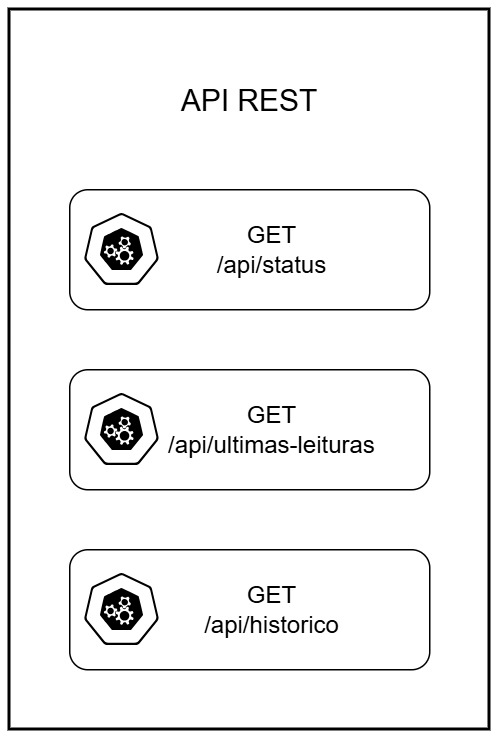 API REST
GET
/api/status
GET
/api/ultimas-leituras
GET
/api/historico